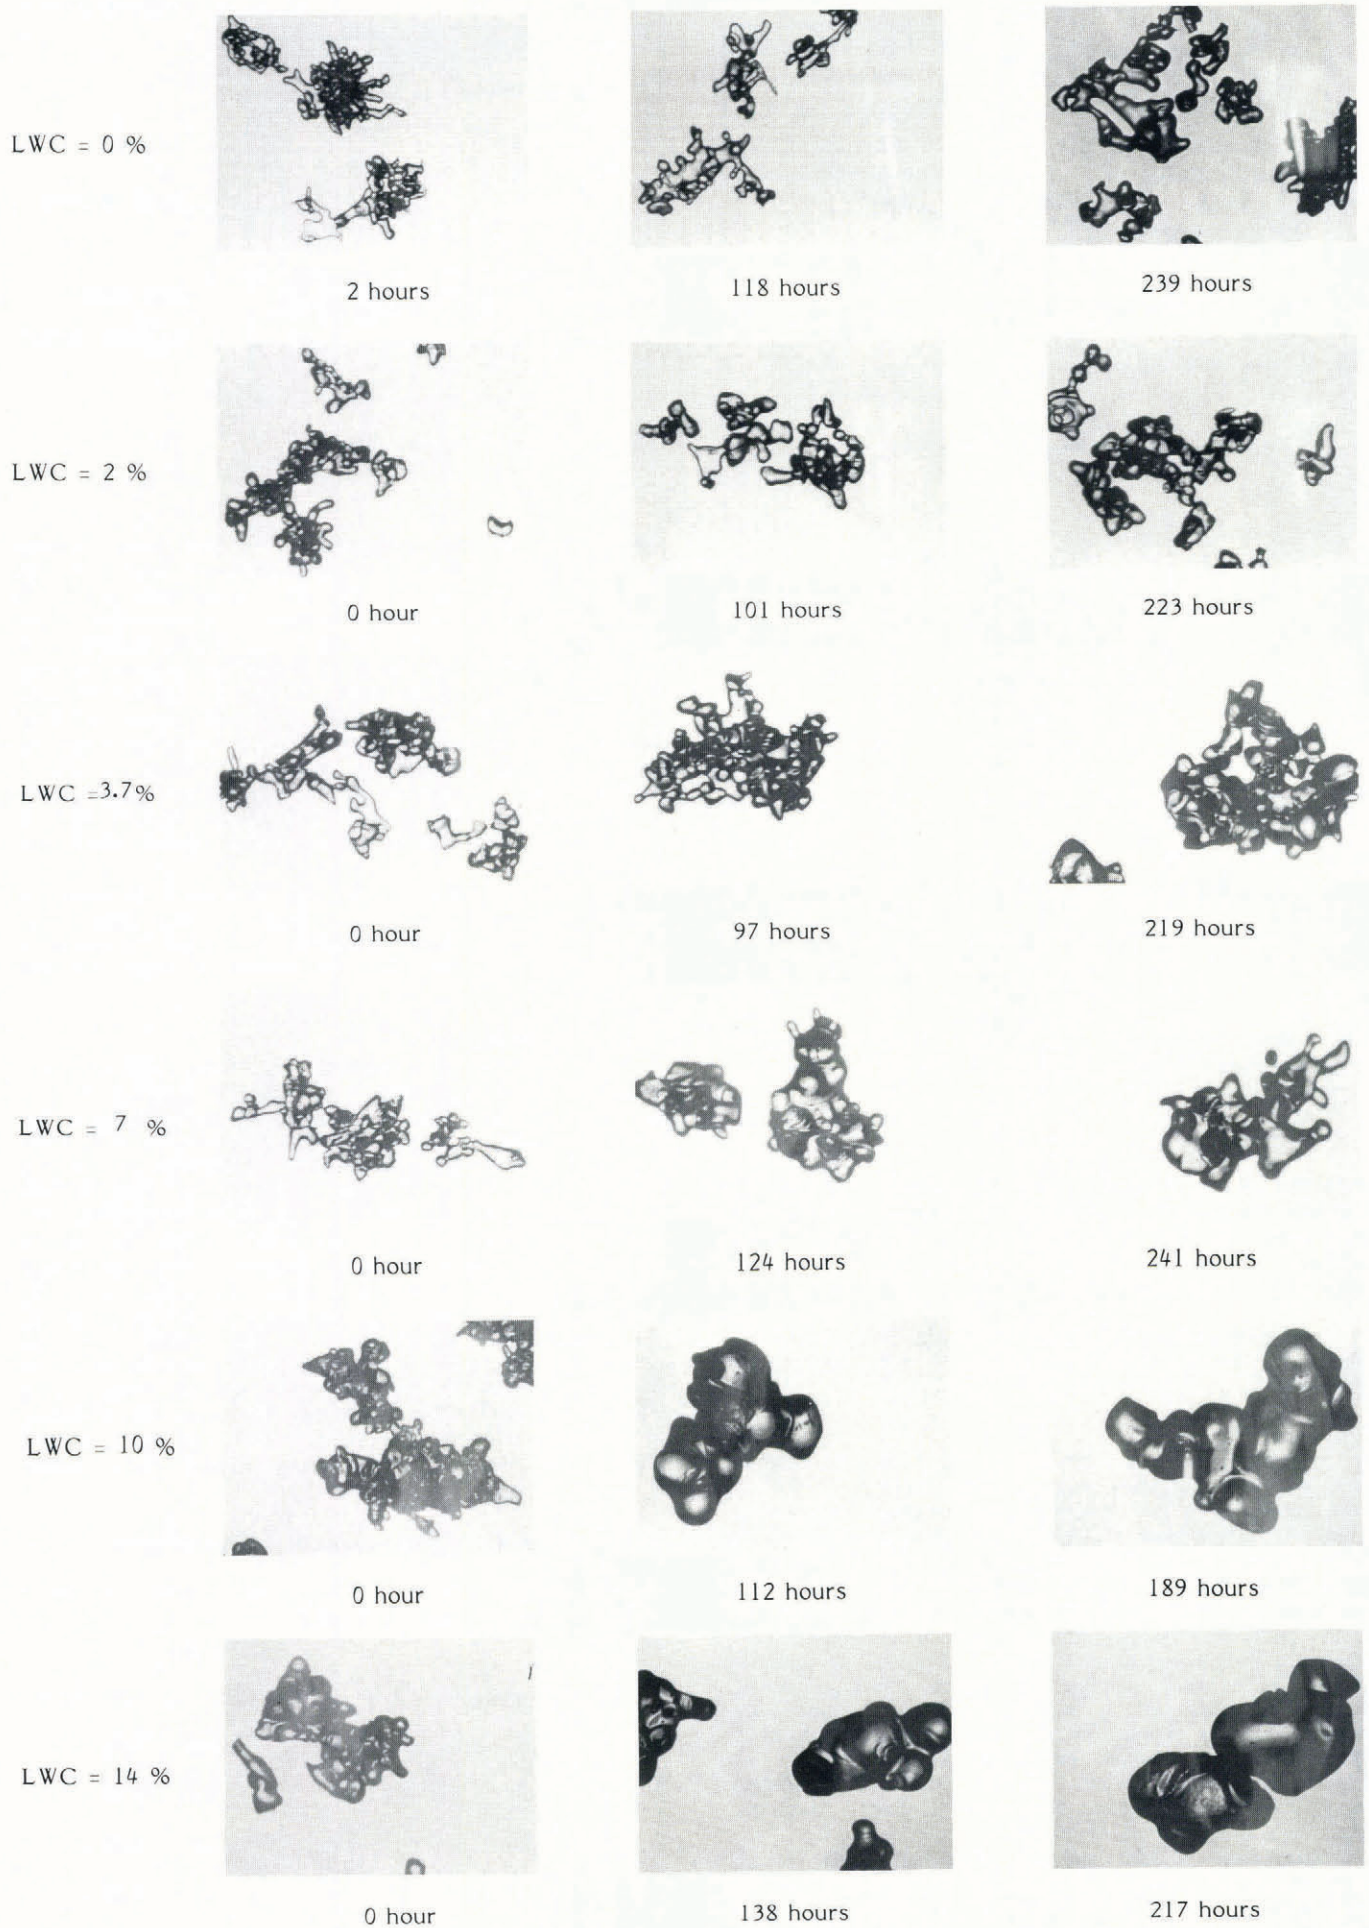 LWC = 0 %
2 hours
118 hours
239 hours
LWC = 2 %
0 hour
101 hours
223 hours
LWC =3.7%
0 hour
97 hours
219 hours
LWC = 7 %
0 hour
124 hours
241 hours
LWC = 10 %
0 hour
112 hours
189 hours
LWC = 14 %
0 hour
138 hours
217 hours